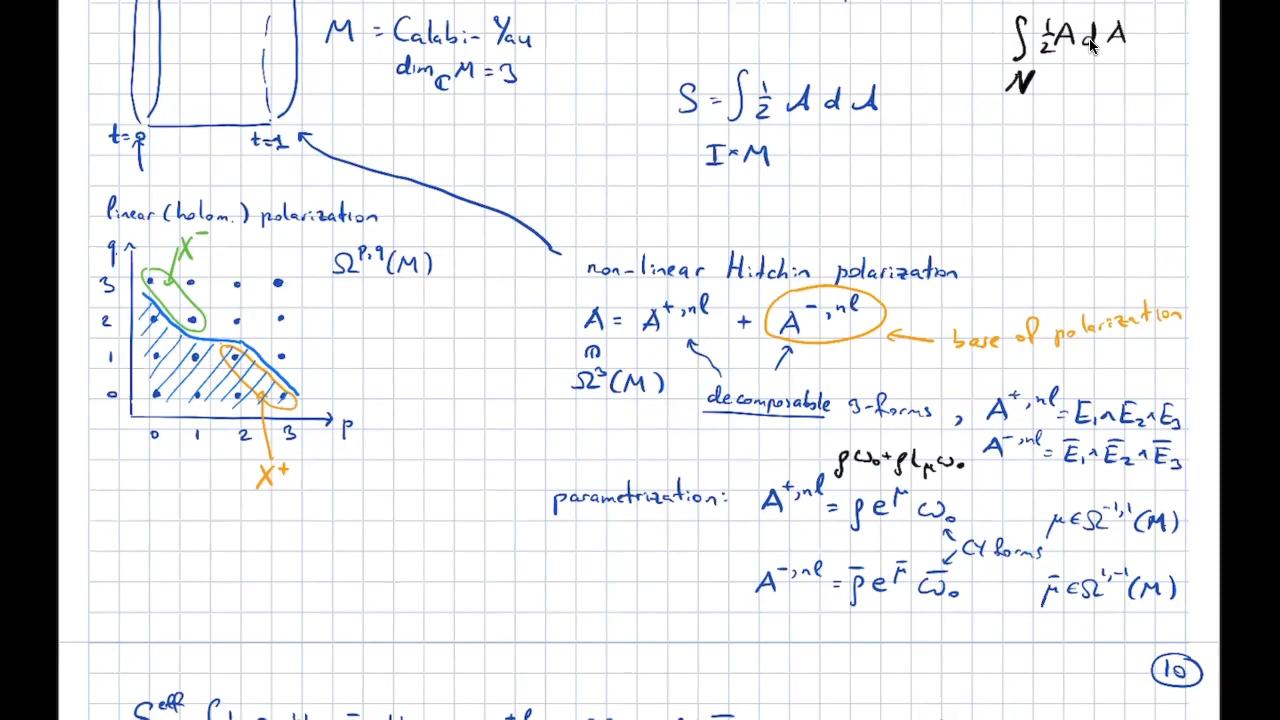 M = Calabi-Yau
dim_ℂ M = 3
∫_N ½ A d A
S = ∫_{I×M} ½ 𝒜 d 𝒜
t=0
t=1
linear (holom.) polarization
q
X⁻
Ω^{p,q}(M)
3
2
1
0
0 1 2 3 p
X⁺
non-linear Hitchin polarization
A = A^{+,nl} + A^{-,nl}
base of polarization
Ω³(M)
decomposable 3-forms, A^{+,nl} = E₁∧E₂∧E₃
A^{-,nl} = Ē₁∧Ē₂∧Ē₃
ρω₀+ρι_μω₀
parametrization: A^{+,nl} = ρ e^μ ω₀ μ∈Ω^{-1,1}(M)
CY forms
A^{-,nl} = ρ̄ e^{μ̄} ω̄₀ μ̄∈Ω^{1,-1}(M)
10
S^{eff}